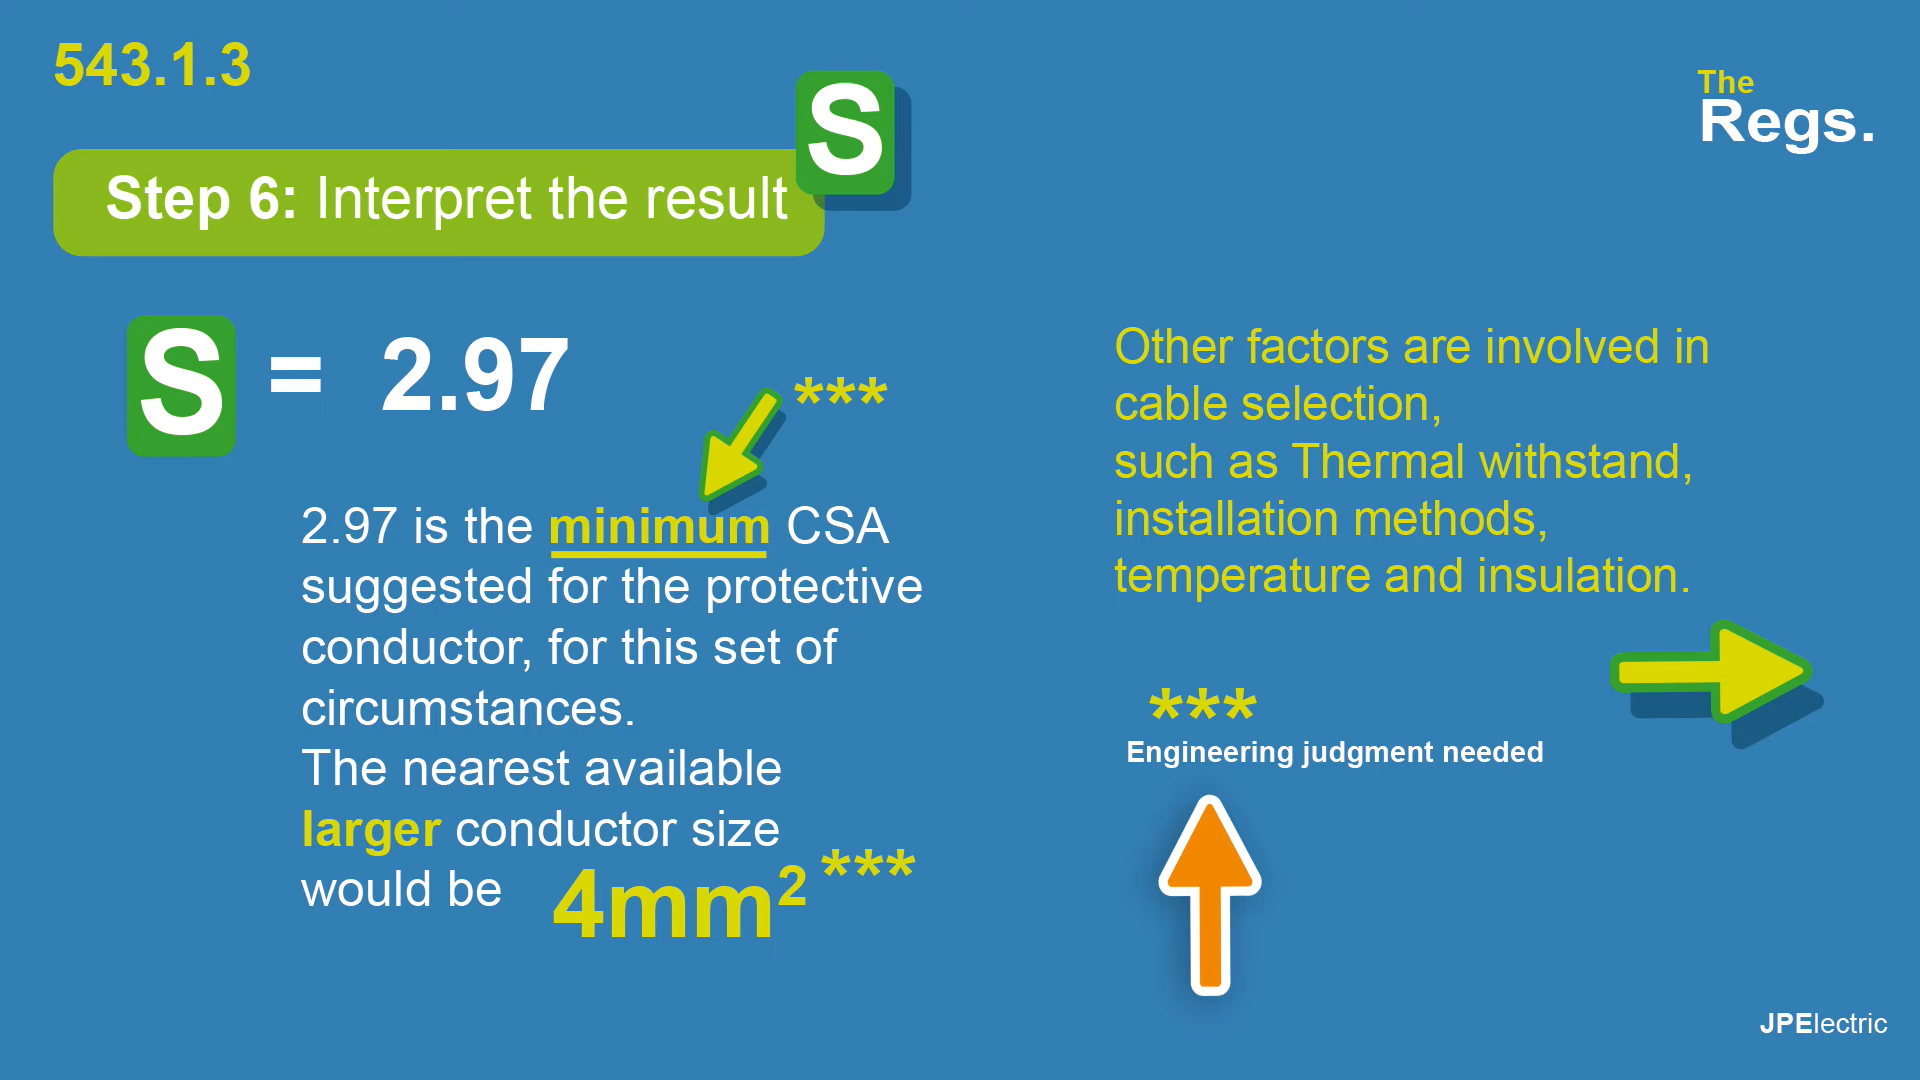 543.1.3
The
Regs.
S
Step 6: Interpret the result
S = 2.97
***
2.97 is the minimum CSA
suggested for the protective
conductor, for this set of
circumstances.
The nearest available
larger conductor size
would be 4mm² ***
Other factors are involved in
cable selection,
such as Thermal withstand,
installation methods,
temperature and insulation.
***
Engineering judgment needed
JPElectric